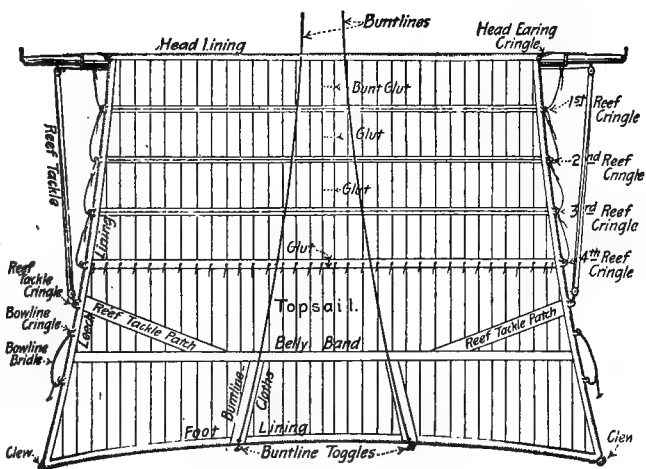 Buntlines
Head Lining
Head Earing
Cringle
Bunt Glut
1st Reef
Cringle
Reef Tackle
Glut
2nd Reef
Cringle
Glut
3rd Reef
Cringle
Lining
Glut
4th Reef
Cringle
Reef
Tackle
Cringle
Topsail.
Bowline
Cringle
Leech
Reef Tackle Patch
Reef Tackle Patch
Bowline
Bridle
Belly Band
Buntline-
Cloths
Foot Lining
Clew
Buntline Toggles
Clew